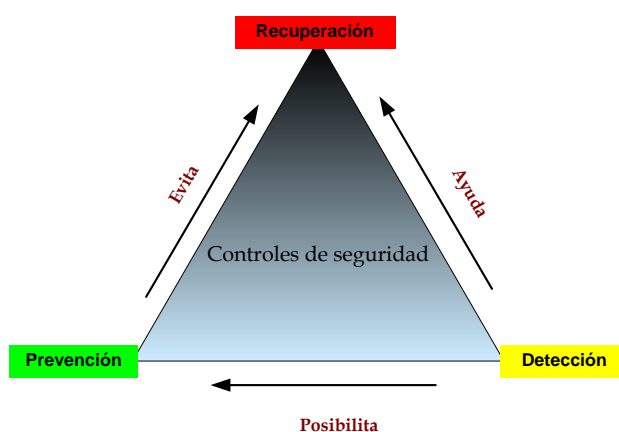 Recuperación
Evita
Ayuda
Controles de seguridad
Prevención
Detección
Posibilita